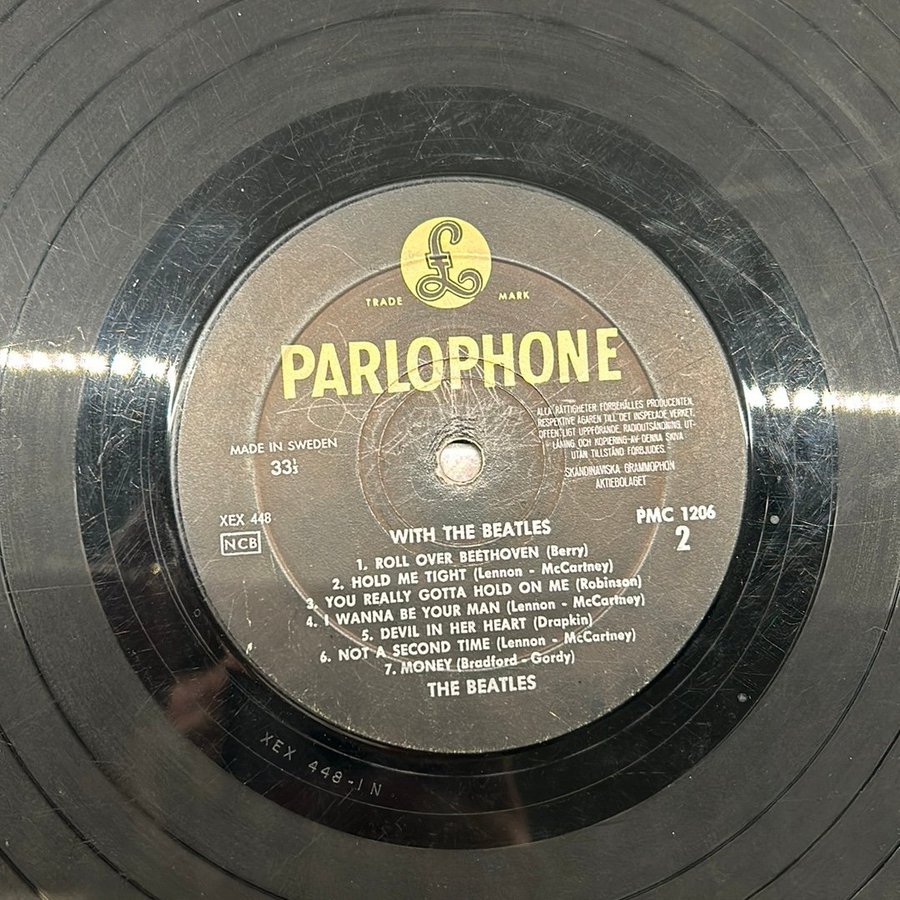 £
TRADE MARK
PARLOPHONE
ALLA RÄTTIGHETER FÖRBEHÅLLES PRODUCENTEN,
RESPEKTIVE ÄGAREN TILL DET INSPELADE VERKET.
OFFENTLIGT UPPFÖRANDE, RADIOUTSÄNDNING, UT-
LÅNING OCH KOPIERING AV DENNA SKIVA
UTAN TILLSTÅND FÖRBJUDES.
SKANDINAVISKA GRAMMOPHON
AKTIEBOLAGET
MADE IN SWEDEN
33⅓
XEX 448
NCB
PMC 1206
2
WITH THE BEATLES
1. ROLL OVER BEETHOVEN (Berry)
2. HOLD ME TIGHT (Lennon - McCartney)
3. YOU REALLY GOTTA HOLD ON ME (Robinson)
4. I WANNA BE YOUR MAN (Lennon - McCartney)
5. DEVIL IN HER HEART (Drapkin)
6. NOT A SECOND TIME (Lennon - McCartney)
7. MONEY (Bradford - Gordy)
THE BEATLES
XEX 448-1N